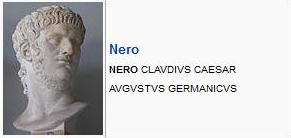 Nero
NERO CLAVDIVS CAESAR
AVGVSTVS GERMANICVS